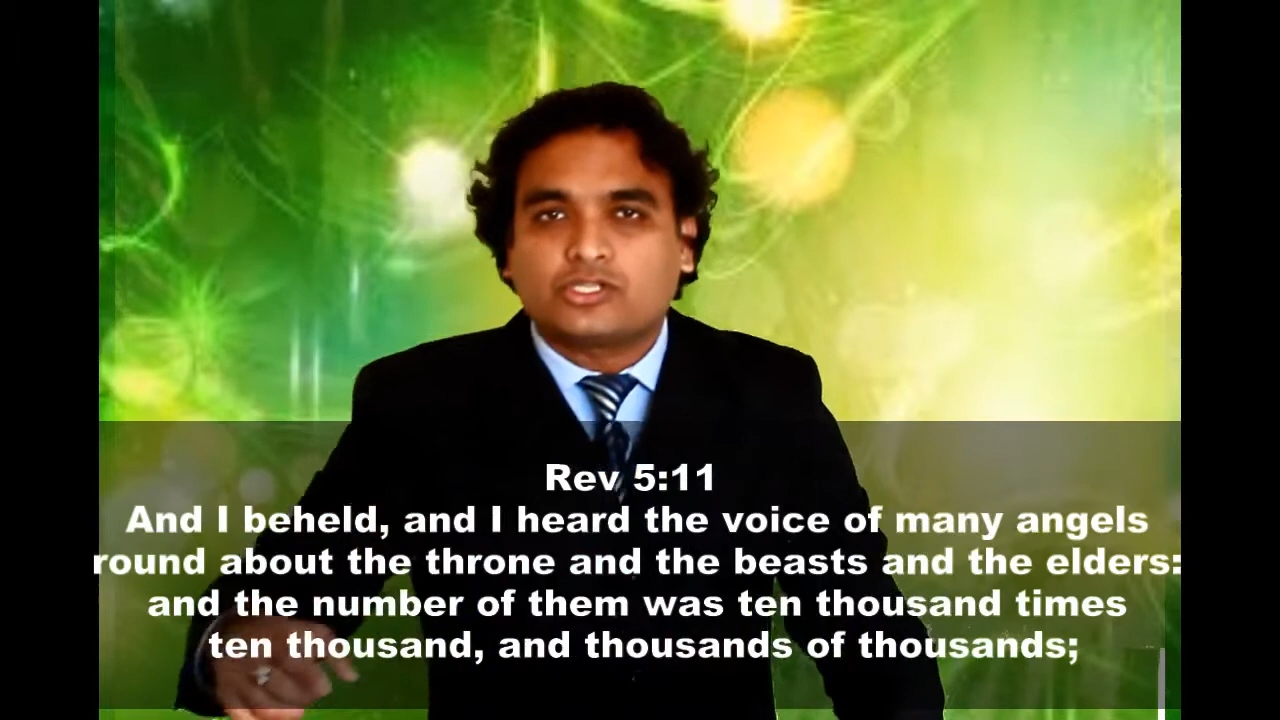 Rev 5:11
And I beheld, and I heard the voice of many angels
round about the throne and the beasts and the elders:
and the number of them was ten thousand times
ten thousand, and thousands of thousands;